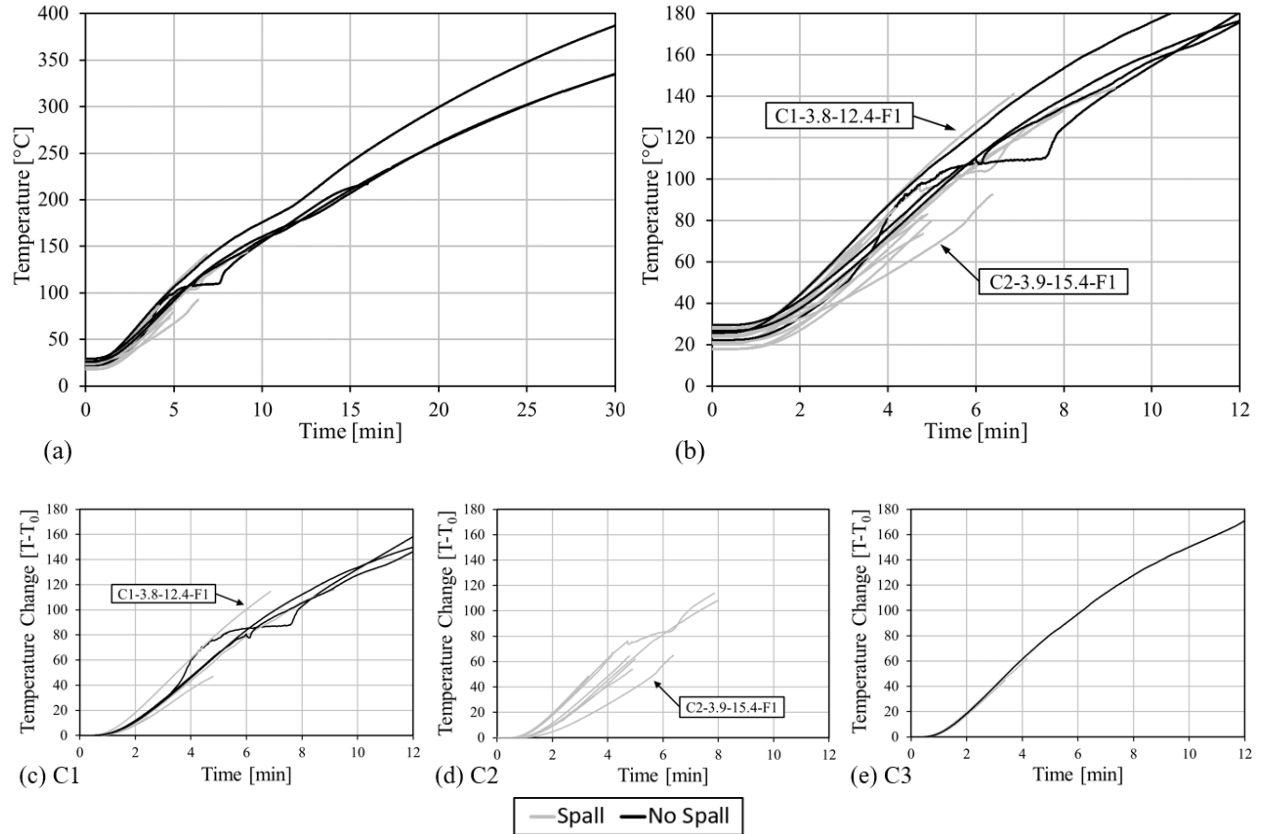 400
350
300
250
200
150
100
50
0
Temperature [°C]
0 5 10 15 20 25 30
Time [min]
(a)
180
160
140
120
100
80
60
40
20
0
Temperature [°C]
C1-3.8-12.4-F1
C2-3.9-15.4-F1
0 2 4 6 8 10 12
Time [min]
(b)
180
160
140
120
100
80
60
40
20
0
Temperature Change [T-T₀]
C1-3.8-12.4-F1
0 2 4 6 8 10 12
(c) C1
Time [min]
180
160
140
120
100
80
60
40
20
0
Temperature Change [T-T₀]
C2-3.9-15.4-F1
0 2 4 6 8 10 12
(d) C2
Time [min]
180
160
140
120
100
80
60
40
20
0
Temperature Change [T-T₀]
0 2 4 6 8 10 12
(e) C3
Time [min]
Spall No Spall